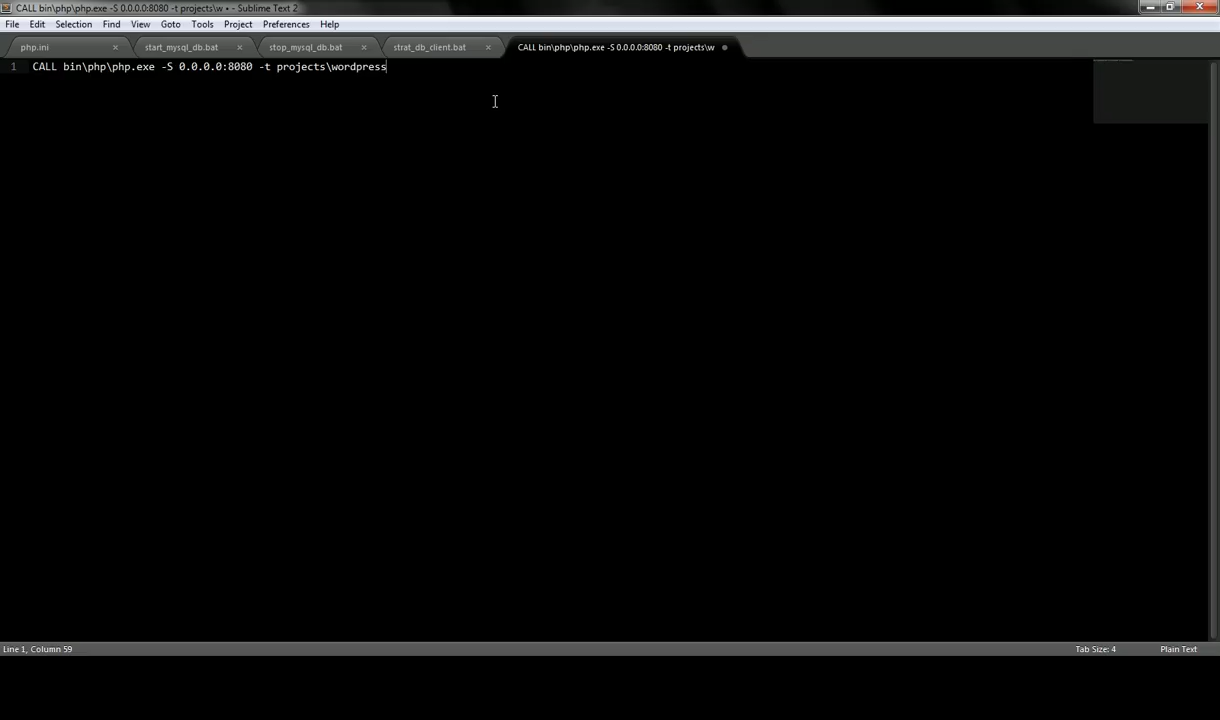 CALL bin\php\php.exe -S 0.0.0.0:8080 -t projects\w • - Sublime Text 2
File Edit Selection Find View Goto Tools Project Preferences Help
php.ini × start_mysql_db.bat × stop_mysql_db.bat × strat_db_client.bat × CALL bin\php\php.exe -S 0.0.0.0:8080 -t projects\w
1 CALL bin\php\php.exe -S 0.0.0.0:8080 -t projects\wordpress
Line 1, Column 59 Tab Size: 4 Plain Text